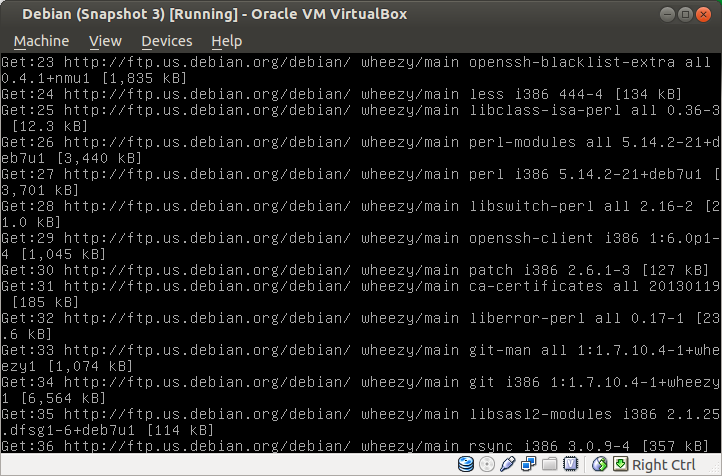 Debian (Snapshot 3) [Running] - Oracle VM VirtualBox
Machine View Devices Help
Get:23 http://ftp.us.debian.org/debian/ wheezy/main openssh-blacklist-extra all
0.4.1+nmu1 [1,835 kB]
Get:24 http://ftp.us.debian.org/debian/ wheezy/main less i386 444-4 [134 kB]
Get:25 http://ftp.us.debian.org/debian/ wheezy/main libclass-isa-perl all 0.36-3
[12.3 kB]
Get:26 http://ftp.us.debian.org/debian/ wheezy/main perl-modules all 5.14.2-21+d
eb7u1 [3,440 kB]
Get:27 http://ftp.us.debian.org/debian/ wheezy/main perl i386 5.14.2-21+deb7u1 [
3,701 kB]
Get:28 http://ftp.us.debian.org/debian/ wheezy/main libswitch-perl all 2.16-2 [2
1.0 kB]
Get:29 http://ftp.us.debian.org/debian/ wheezy/main openssh-client i386 1:6.0p1-
4 [1,045 kB]
Get:30 http://ftp.us.debian.org/debian/ wheezy/main patch i386 2.6.1-3 [127 kB]
Get:31 http://ftp.us.debian.org/debian/ wheezy/main ca-certificates all 20130119
[185 kB]
Get:32 http://ftp.us.debian.org/debian/ wheezy/main liberror-perl all 0.17-1 [23
.6 kB]
Get:33 http://ftp.us.debian.org/debian/ wheezy/main git-man all 1:1.7.10.4-1+whe
ezy1 [1,074 kB]
Get:34 http://ftp.us.debian.org/debian/ wheezy/main git i386 1:1.7.10.4-1+wheezy
1 [6,564 kB]
Get:35 http://ftp.us.debian.org/debian/ wheezy/main libsasl2-modules i386 2.1.25
.dfsg1-6+deb7u1 [114 kB]
Get:36 http://ftp.us.debian.org/debian/ wheezy/main rsync i386 3.0.9-4 [357 kB]
Right Ctrl